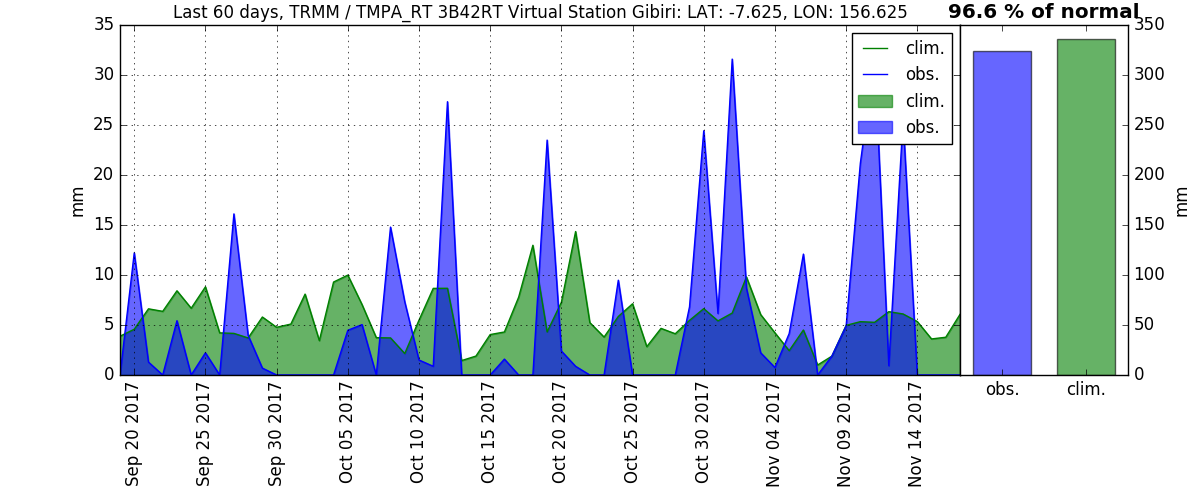 Last 60 days, TRMM / TMPA_RT 3B42RT Virtual Station Gibiri: LAT: -7.625, LON: 156.625
96.6 % of normal
35
30
25
20
15
10
5
0
mm
clim.
obs.
clim.
obs.
350
300
250
200
150
100
50
0
mm
obs.
clim.
Sep 20 2017
Sep 25 2017
Sep 30 2017
Oct 05 2017
Oct 10 2017
Oct 15 2017
Oct 20 2017
Oct 25 2017
Oct 30 2017
Nov 04 2017
Nov 09 2017
Nov 14 2017